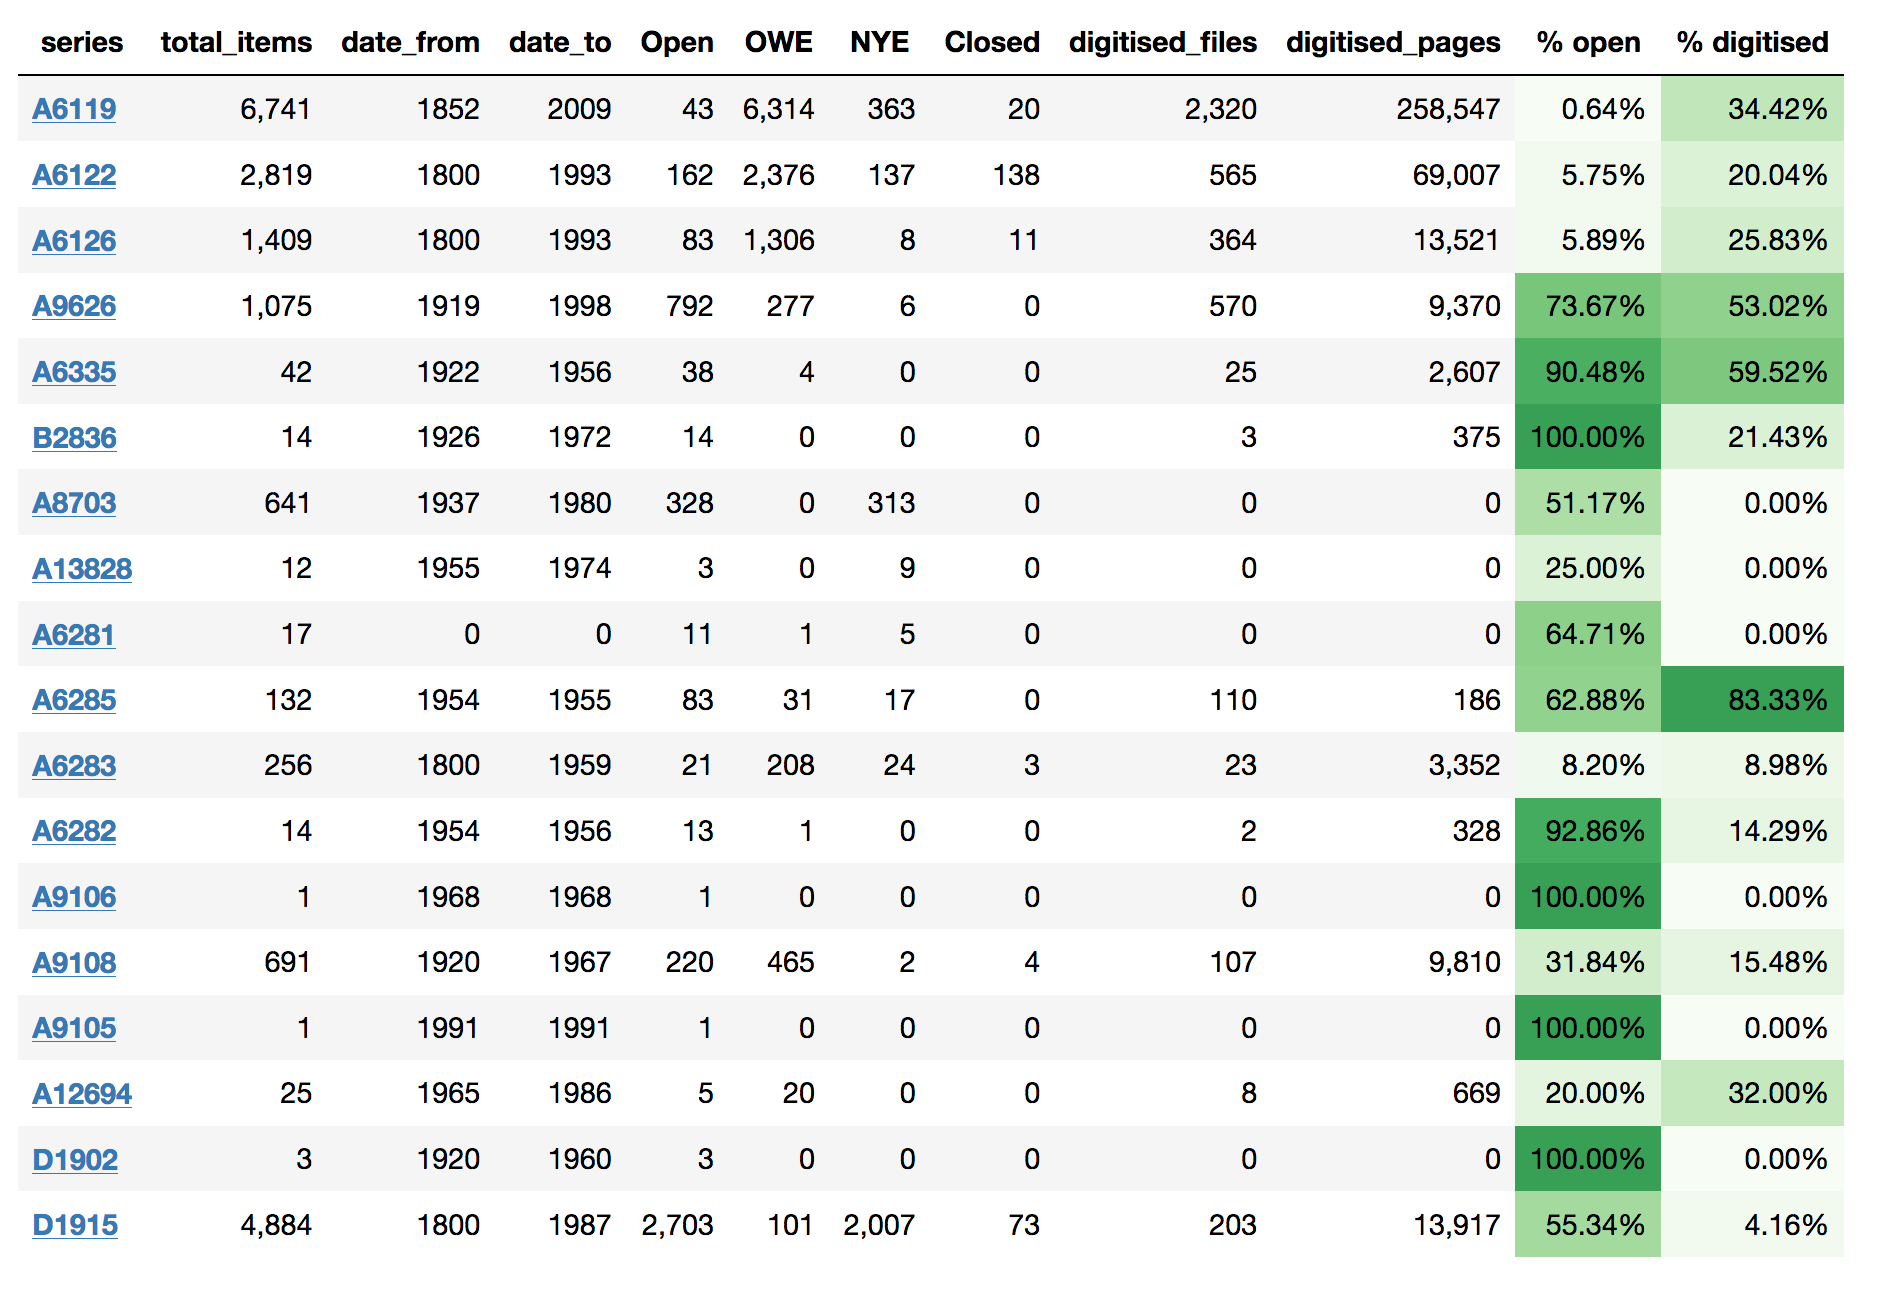 series total_items date_from date_to Open OWE NYE Closed digitised_files digitised_pages % open % digitised
A6119 6,741 1852 2009 43 6,314 363 20 2,320 258,547 0.64% 34.42%
A6122 2,819 1800 1993 162 2,376 137 138 565 69,007 5.75% 20.04%
A6126 1,409 1800 1993 83 1,306 8 11 364 13,521 5.89% 25.83%
A9626 1,075 1919 1998 792 277 6 0 570 9,370 73.67% 53.02%
A6335 42 1922 1956 38 4 0 0 25 2,607 90.48% 59.52%
B2836 14 1926 1972 14 0 0 0 3 375 100.00% 21.43%
A8703 641 1937 1980 328 0 313 0 0 0 51.17% 0.00%
A13828 12 1955 1974 3 0 9 0 0 0 25.00% 0.00%
A6281 17 0 0 11 1 5 0 0 0 64.71% 0.00%
A6285 132 1954 1955 83 31 17 0 110 186 62.88% 83.33%
A6283 256 1800 1959 21 208 24 3 23 3,352 8.20% 8.98%
A6282 14 1954 1956 13 1 0 0 2 328 92.86% 14.29%
A9106 1 1968 1968 1 0 0 0 0 0 100.00% 0.00%
A9108 691 1920 1967 220 465 2 4 107 9,810 31.84% 15.48%
A9105 1 1991 1991 1 0 0 0 0 0 100.00% 0.00%
A12694 25 1965 1986 5 20 0 0 8 669 20.00% 32.00%
D1902 3 1920 1960 3 0 0 0 0 0 100.00% 0.00%
D1915 4,884 1800 1987 2,703 101 2,007 73 203 13,917 55.34% 4.16%